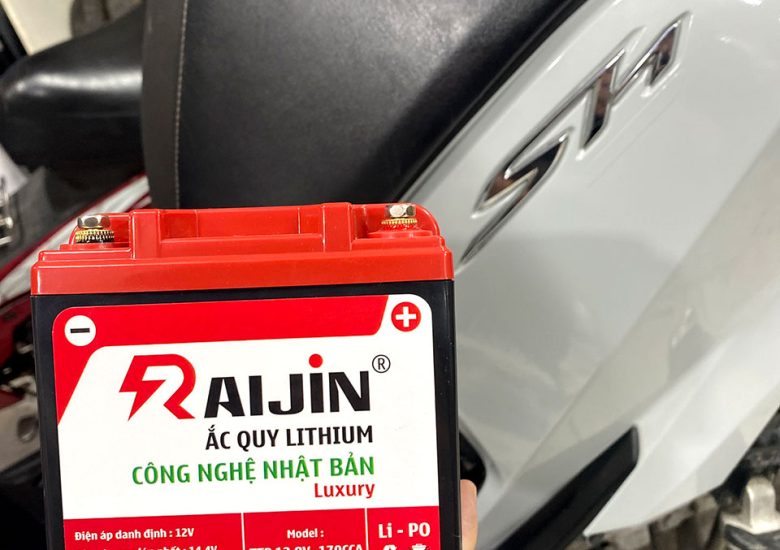 SH
RAIJIN®
ẮC QUY LITHIUM
CÔNG NGHỆ NHẬT BẢN
Luxury
Điện áp danh định : 12V
Model :
Li - PO